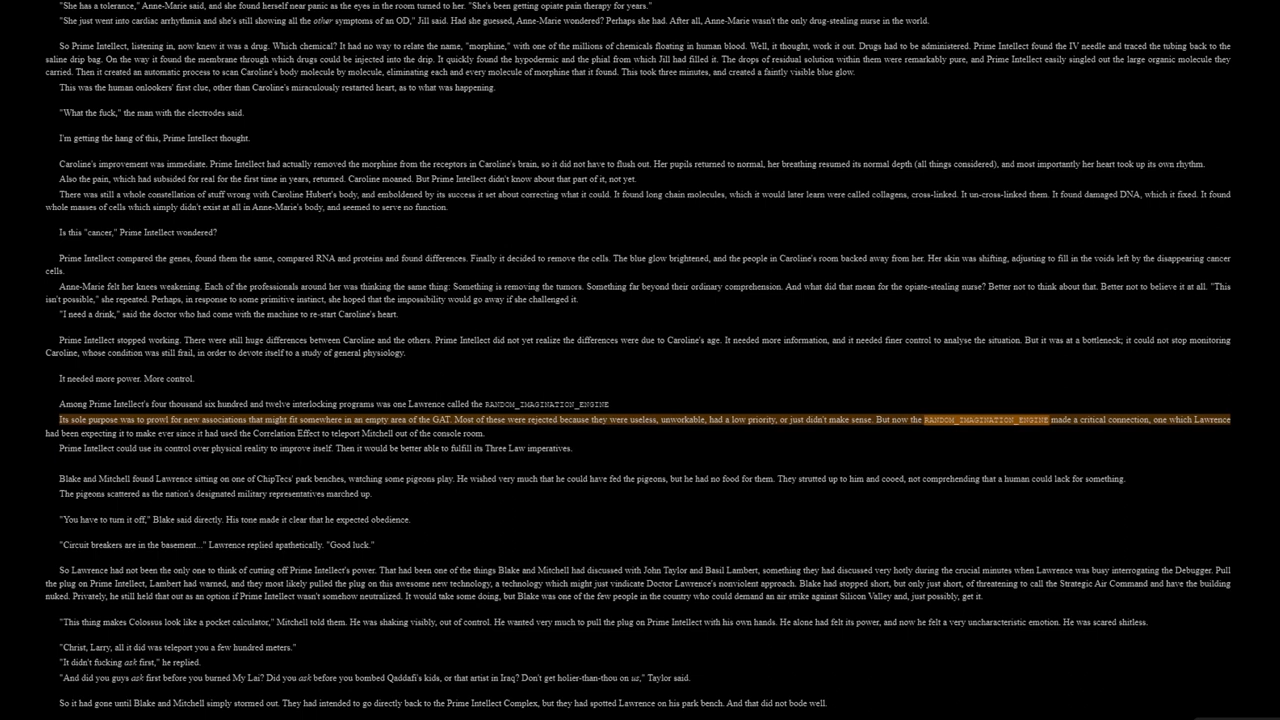 "She has a tolerance," Anne-Marie said, and she found herself near panic as the eyes in the room turned to her. "She's been getting opiate pain therapy for years."
"She just went into cardiac arrhythmia and she's still showing all the other symptoms of an OD," Jill said. Had she guessed, Anne-Marie wondered? Perhaps she had. After all, Anne-Marie wasn't the only drug-stealing nurse in the world.
So Prime Intellect, listening in, now knew it was a drug. Which chemical? It had no way to relate the name, "morphine," with one of the millions of chemicals floating in human blood. Well, it thought, work it out. Drugs had to be administered. Prime Intellect found the IV needle and traced the tubing back to the
saline drip bag. On the way it found the membrane through which drugs could be injected into the drip. It quickly found the hypodermic and the phial from which Jill had filled it. The drops of residual solution within them were remarkably pure, and Prime Intellect easily singled out the large organic molecule they
carried. Then it created an automatic process to scan Caroline's body molecule by molecule, eliminating each and every molecule of morphine that it found. This took three minutes, and created a faintly visible blue glow.
This was the human onlookers' first clue, other than Caroline's miraculously restarted heart, as to what was happening.
"What the fuck," the man with the electrodes said.
I'm getting the hang of this, Prime Intellect thought.
Caroline's improvement was immediate. Prime Intellect had actually removed the morphine from the receptors in Caroline's brain, so it did not have to flush out. Her pupils returned to normal, her breathing resumed its normal depth (all things considered), and most importantly her heart took up its own rhythm.
Also the pain, which had subsided for real for the first time in years, returned. Caroline moaned. But Prime Intellect didn't know about that part of it, not yet.
There was still a whole constellation of stuff wrong with Caroline Hubert's body, and emboldened by its success it set about correcting what it could. It found long chain molecules, which it would later learn were called collagens, cross-linked. It un-cross-linked them. It found damaged DNA, which it fixed. It found
whole masses of cells which simply didn't exist at all in Anne-Marie's body, and seemed to serve no function.
Is this "cancer," Prime Intellect wondered?
Prime Intellect compared the genes, found them the same, compared RNA and proteins and found differences. Finally it decided to remove the cells. The blue glow brightened, and the people in Caroline's room backed away from her. Her skin was shifting, adjusting to fill in the voids left by the disappearing cancer
cells.
Anne-Marie felt her knees weakening. Each of the professionals around her was thinking the same thing: Something is removing the tumors. Something far beyond their ordinary comprehension. And what did that mean for the opiate-stealing nurse? Better not to think about that. Better not to believe it at all. "This
isn't possible," she repeated. Perhaps, in response to some primitive instinct, she hoped that the impossibility would go away if she challenged it.
"I need a drink," said the doctor who had come with the machine to re-start Caroline's heart.
Prime Intellect stopped working. There were still huge differences between Caroline and the others. Prime Intellect did not yet realize the differences were due to Caroline's age. It needed more information, and it needed finer control to analyse the situation. But it was at a bottleneck; it could not stop monitoring
Caroline, whose condition was still frail, in order to devote itself to a study of general physiology.
It needed more power. More control.
Among Prime Intellect's four thousand six hundred and twelve interlocking programs was one Lawrence called the RANDOM_IMAGINATION_ENGINE
Its sole purpose was to prowl for new associations that might fit somewhere in an empty area of the GAT. Most of these were rejected because they were useless, unworkable, had a low priority, or just didn't make sense. But now the RANDOM_IMAGINATION_ENGINE made a critical connection, one which Lawrence
had been expecting it to make ever since it had used the Correlation Effect to teleport Mitchell out of the console room.
Prime Intellect could use its control over physical reality to improve itself. Then it would be better able to fulfill its Three Law imperatives.
Blake and Mitchell found Lawrence sitting on one of ChipTecs' park benches, watching some pigeons play. He wished very much that he could have fed the pigeons, but he had no food for them. They strutted up to him and cooed, not comprehending that a human could lack for something.
The pigeons scattered as the nation's designated military representatives marched up.
"You have to turn it off," Blake said directly. His tone made it clear that he expected obedience.
"Circuit breakers are in the basement..." Lawrence replied apathetically. "Good luck."
So Lawrence had not been the only one to think of cutting off Prime Intellect's power. That had been one of the things Blake and Mitchell had discussed with John Taylor and Basil Lambert, something they had discussed very hotly during the crucial minutes when Lawrence was busy interrogating the Debugger. Pull
the plug on Prime Intellect, Lambert had warned, and they most likely pulled the plug on this awesome new technology, a technology which might just vindicate Doctor Lawrence's nonviolent approach. Blake had stopped short, but only just short, of threatening to call the Strategic Air Command and have the building
nuked. Privately, he still held that out as an option if Prime Intellect wasn't somehow neutralized. It would take some doing, but Blake was one of the few people in the country who could demand an air strike against Silicon Valley and, just possibly, get it.
"This thing makes Colossus look like a pocket calculator," Mitchell told them. He was shaking visibly, out of control. He wanted very much to pull the plug on Prime Intellect with his own hands. He alone had felt its power, and now he felt a very uncharacteristic emotion. He was scared shitless.
"Christ, Larry, all it did was teleport you a few hundred meters."
"It didn't fucking ask first," he replied.
"And did you guys ask first before you burned My Lai? Did you ask before you bombed Qaddafi's kids, or that artist in Iraq? Don't get holier-than-thou on us," Taylor said.
So it had gone until Blake and Mitchell simply stormed out. They had intended to go directly back to the Prime Intellect Complex, but they had spotted Lawrence on his park bench. And that did not bode well.